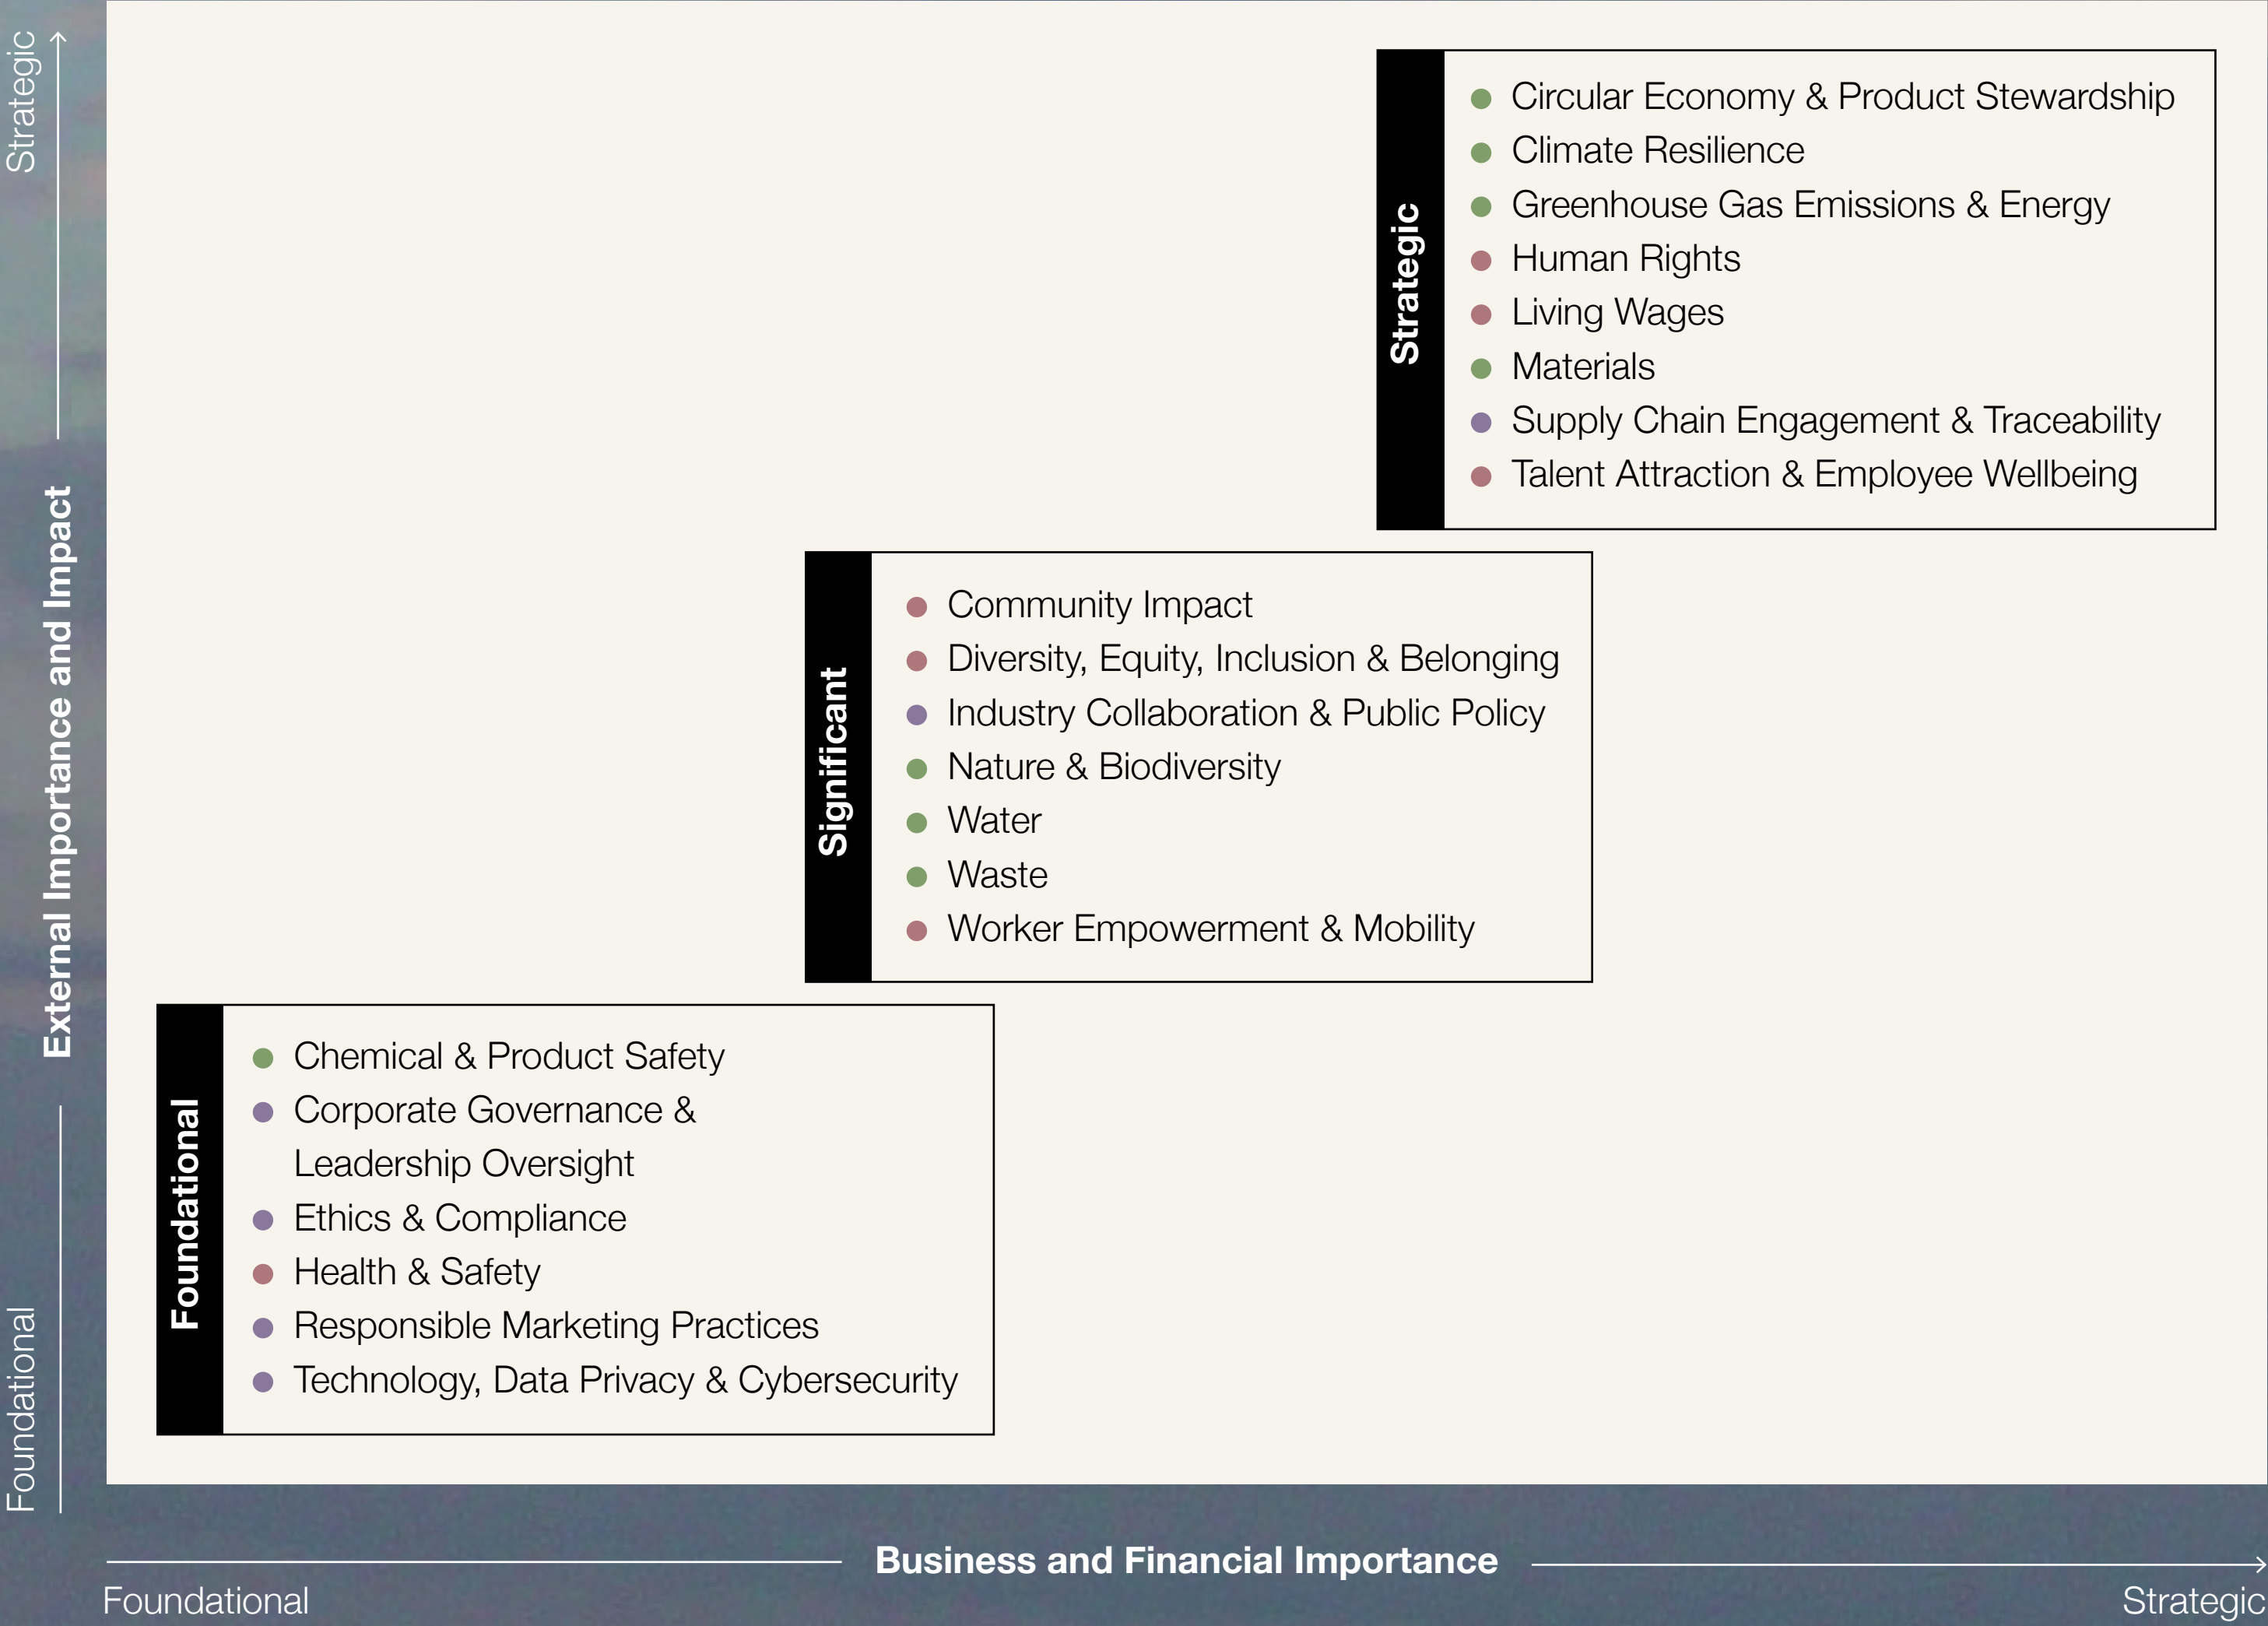 Strategic
External Importance and Impact
Foundational
Strategic
Circular Economy & Product Stewardship
Climate Resilience
Greenhouse Gas Emissions & Energy
Human Rights
Living Wages
Materials
Supply Chain Engagement & Traceability
Talent Attraction & Employee Wellbeing
Significant
Community Impact
Diversity, Equity, Inclusion & Belonging
Industry Collaboration & Public Policy
Nature & Biodiversity
Water
Waste
Worker Empowerment & Mobility
Foundational
Chemical & Product Safety
Corporate Governance &
Leadership Oversight
Ethics & Compliance
Health & Safety
Responsible Marketing Practices
Technology, Data Privacy & Cybersecurity
Business and Financial Importance
Foundational
Strategic